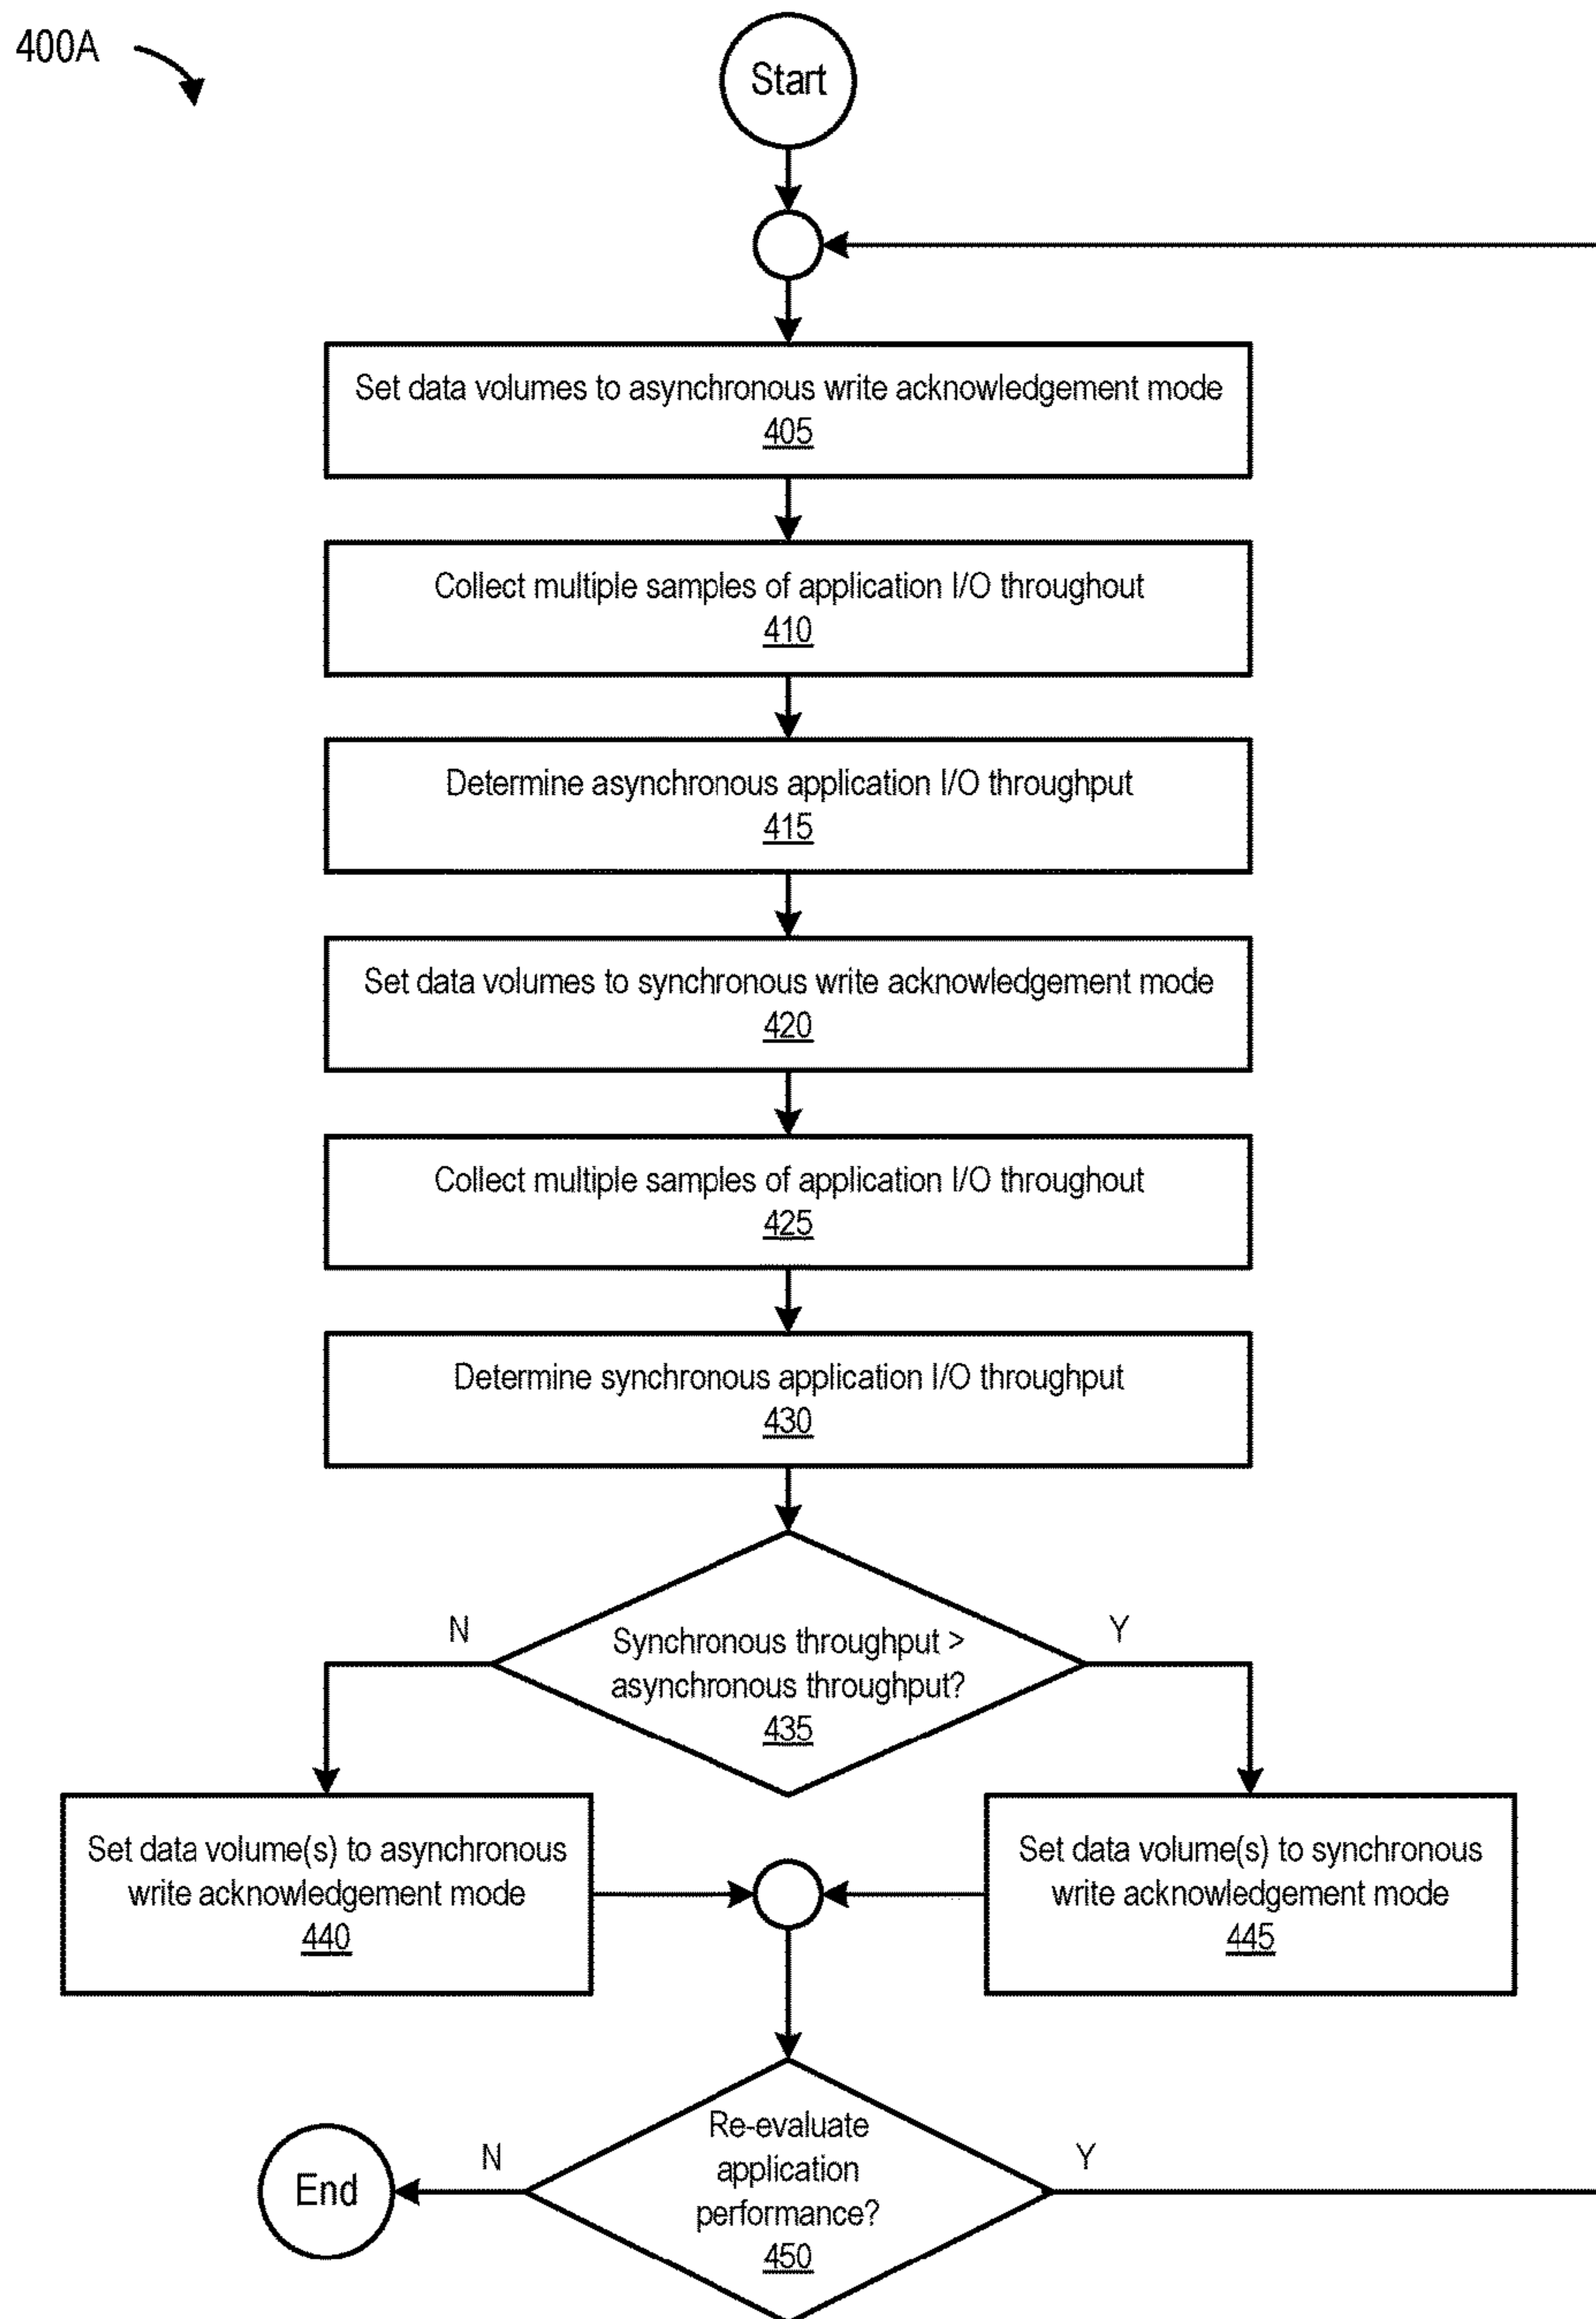 400A
Start
Set data volumes to asynchronous write acknowledgement mode
405
Collect multiple samples of application I/O throughout
410
Determine asynchronous application I/O throughput
415
Set data volumes to synchronous write acknowledgement mode
420
Collect multiple samples of application I/O throughout
425
Determine synchronous application I/O throughput
430
N
Y
Synchronous throughput >
asynchronous throughput?
435
Set data volume(s) to asynchronous
write acknowledgement mode
440
Set data volume(s) to synchronous
write acknowledgement mode
445
Re-evaluate
application
performance?
450
N
Y
End